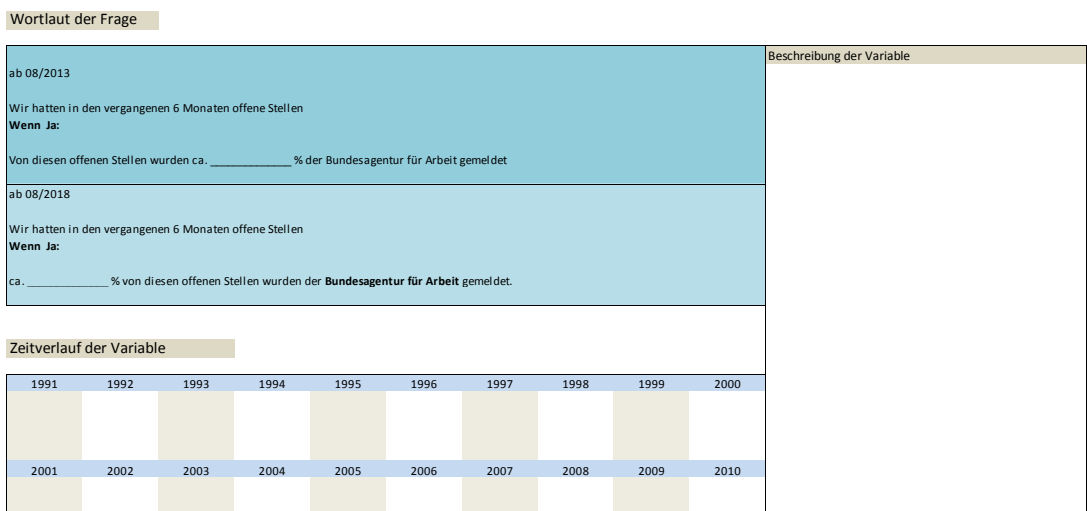 Wortlaut der Frage
Beschreibung der Variable
ab 08/2013
Wir hatten in den vergangenen 6 Monaten offene Stellen
Wenn Ja:
Von diesen offenen Stellen wurden ca. _____________ % der Bundesagentur für Arbeit gemeldet
ab 08/2018
Wir hatten in den vergangenen 6 Monaten offene Stellen
Wenn Ja:
ca. _____________ % von diesen offenen Stellen wurden der Bundesagentur für Arbeit gemeldet.
Zeitverlauf der Variable
1991 1992 1993 1994 1995 1996 1997 1998 1999 2000
2001 2002 2003 2004 2005 2006 2007 2008 2009 2010